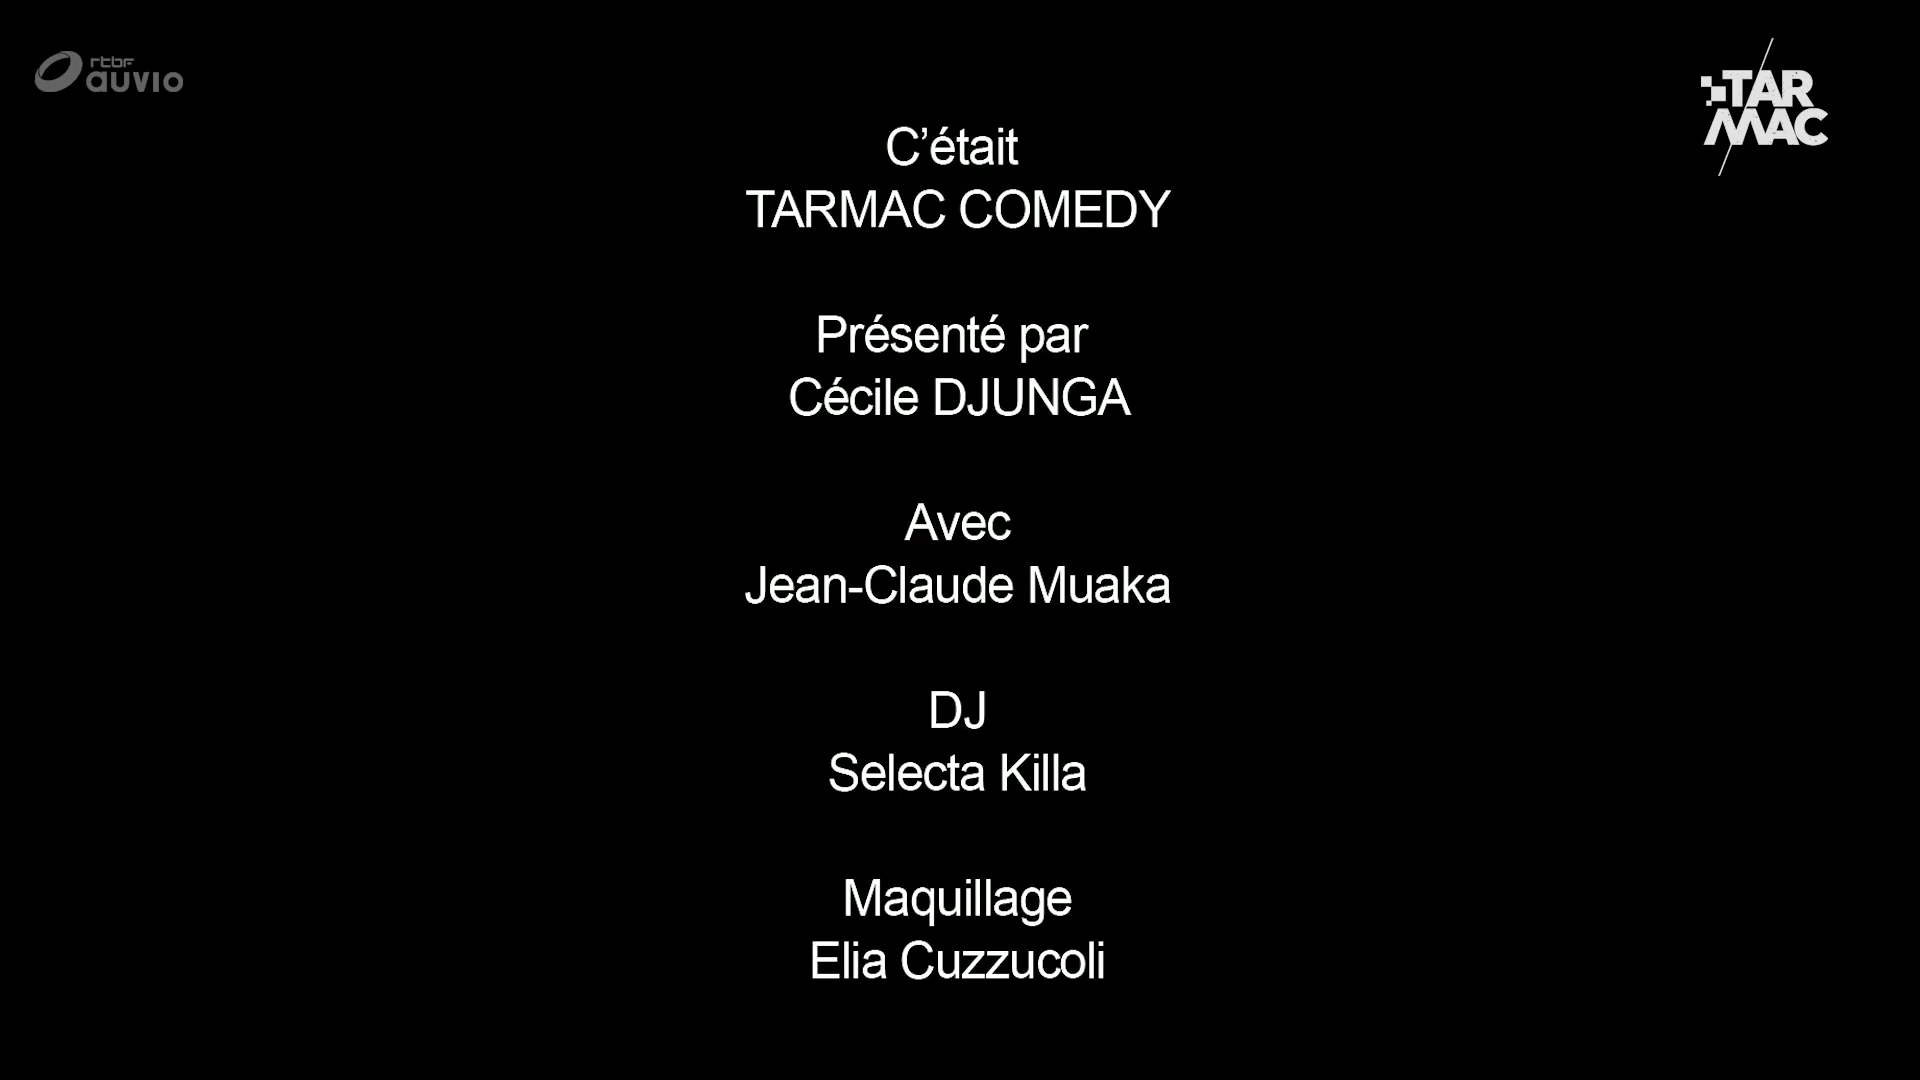 rtbf
auvio
TAR
MAC
C’était
TARMAC COMEDY
Présenté par
Cécile DJUNGA
Avec
Jean-Claude Muaka
DJ
Selecta Killa
Maquillage
Elia Cuzzucoli